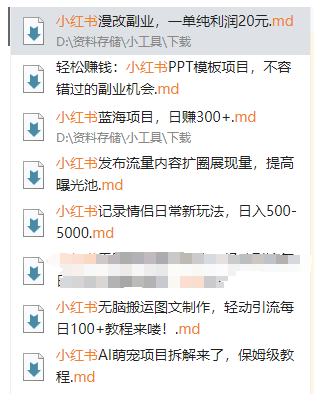 小红书漫改副业，一单纯利润20元.md
D:\资料存储\小工具\下载
轻松赚钱：小红书PPT模板项目，不容
错过的副业机会.md
小红书蓝海项目，日赚300+.md
D:\资料存储\小工具\下载
小红书发布流量内容扩圈展现量，提高
曝光池.md
小红书记录情侣日常新玩法，日入500-
5000.md
小红书无脑搬运图文制作，轻动引流每
日100+教程来喽！.md
小红书AI萌宠项目拆解来了，保姆级教
程.md